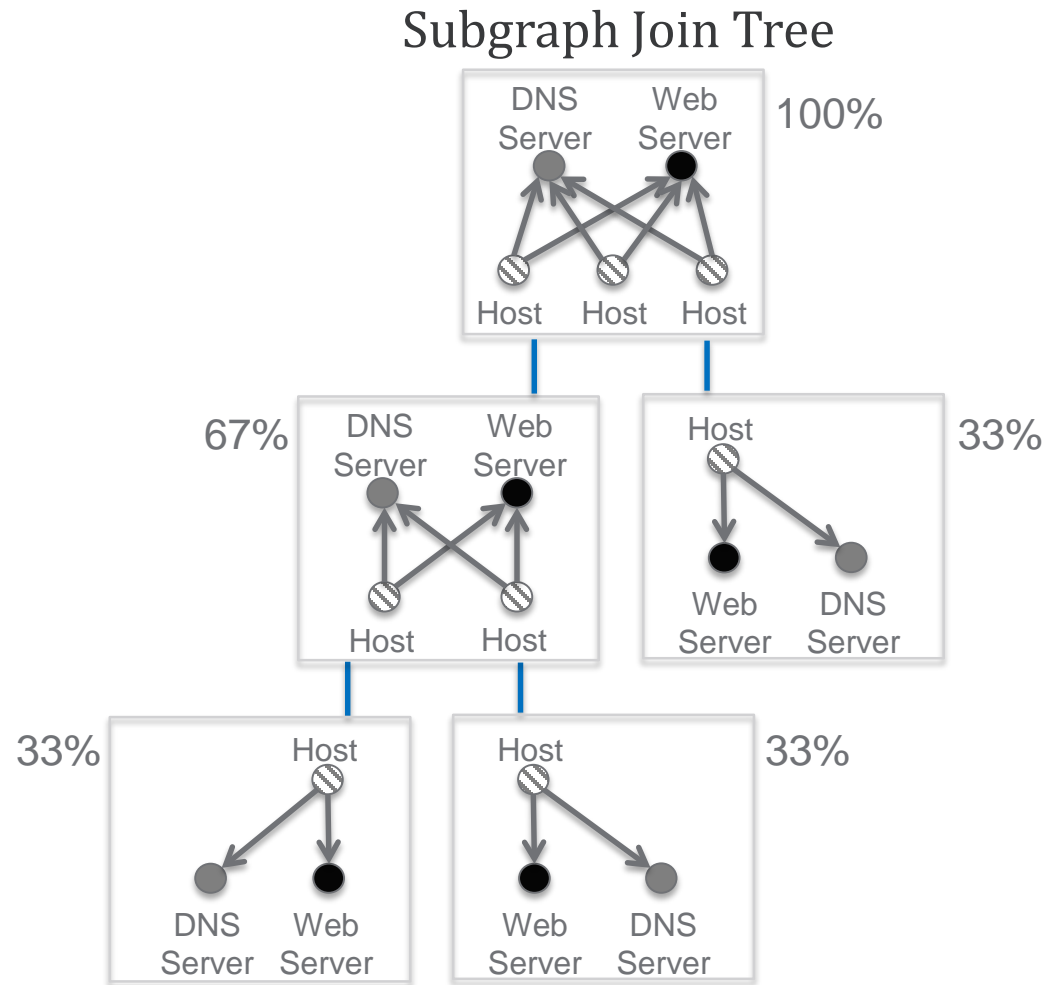 Subgraph Join Tree
DNS
Server
Web
Server
100%
Host
Host
Host
67%
DNS
Server
Web
Server
Host
Host
Host
33%
Web
Server
DNS
Server
33%
Host
DNS
Server
Web
Server
Host
33%
Web
Server
DNS
Server